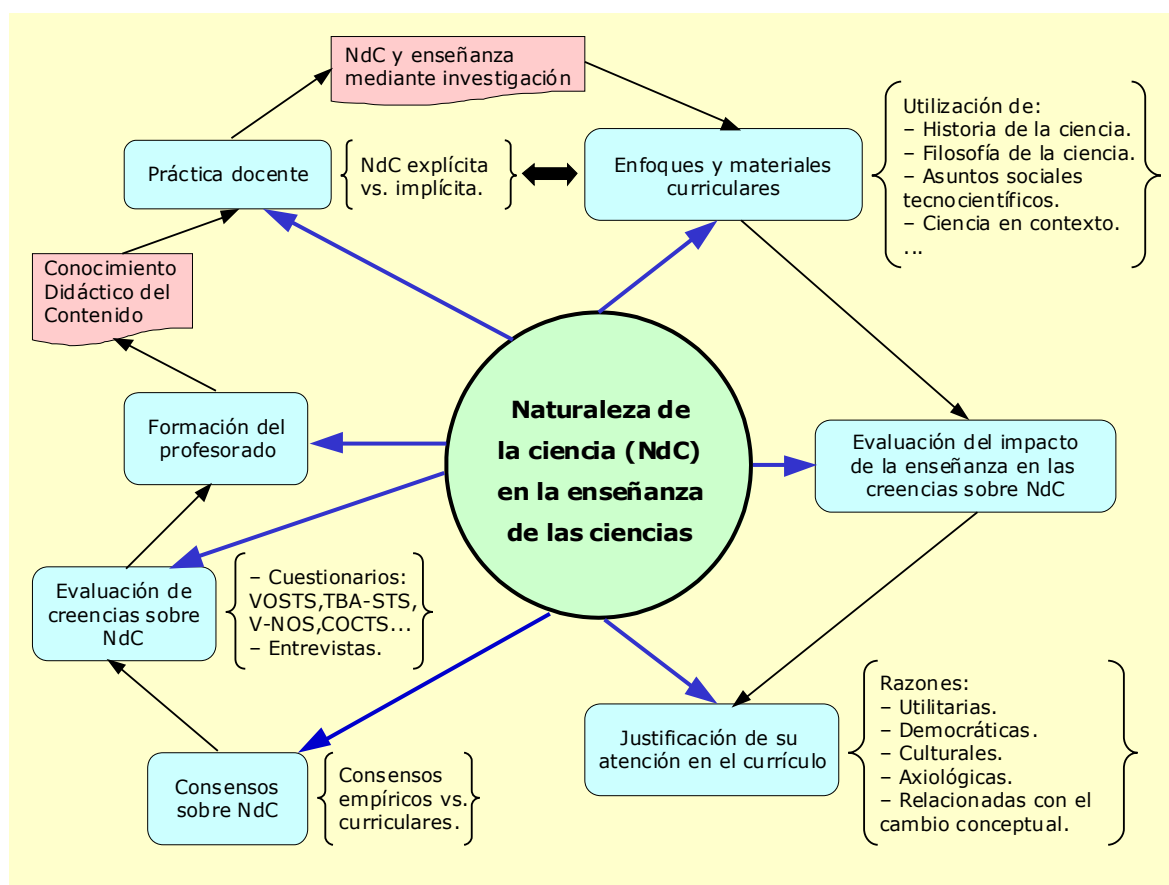 NdC y enseñanza
mediante investigación
Utilización de:
– Historia de la ciencia.
– Filosofía de la ciencia.
– Asuntos sociales
tecnocientíficos.
– Ciencia en contexto.
...
Práctica docente
NdC explícita
vs. implícita.
Enfoques y materiales
curriculares
Conocimiento
Didáctico del
Contenido
Naturaleza de
la ciencia (NdC)
en la enseñanza
de las ciencias
Formación del
profesorado
Evaluación del impacto
de la enseñanza en las
creencias sobre NdC
Evaluación de
creencias sobre
NdC
– Cuestionarios:
VOSTS,TBA-STS,
V-NOS,COCTS...
– Entrevistas.
Justificación de su
atención en el currículo
Razones:
– Utilitarias.
– Democráticas.
– Culturales.
– Axiológicas.
– Relacionadas con el
cambio conceptual.
Consensos
sobre NdC
Consensos
empíricos vs.
curriculares.